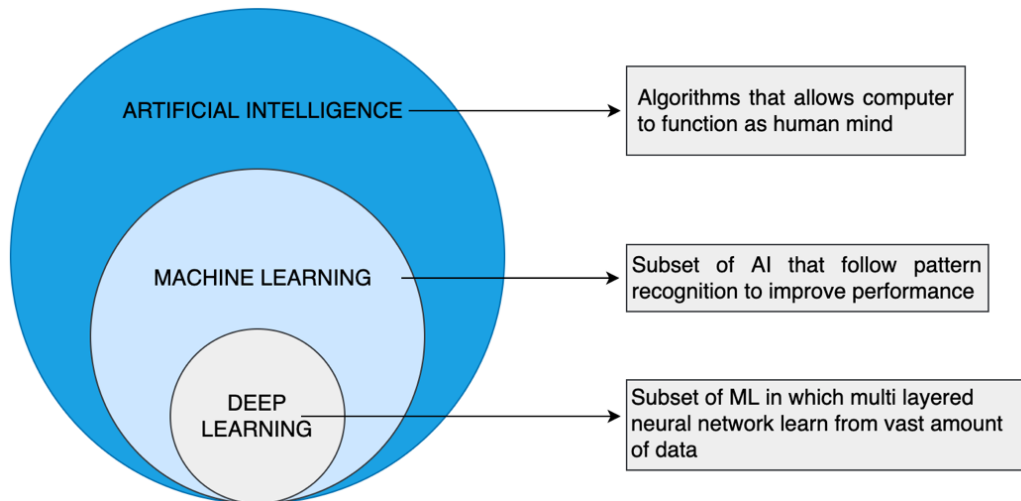 ARTIFICIAL INTELLIGENCE
Algorithms that allows computer
to function as human mind
MACHINE LEARNING
Subset of AI that follow pattern
recognition to improve performance
DEEP
LEARNING
Subset of ML in which multi layered
neural network learn from vast amount
of data